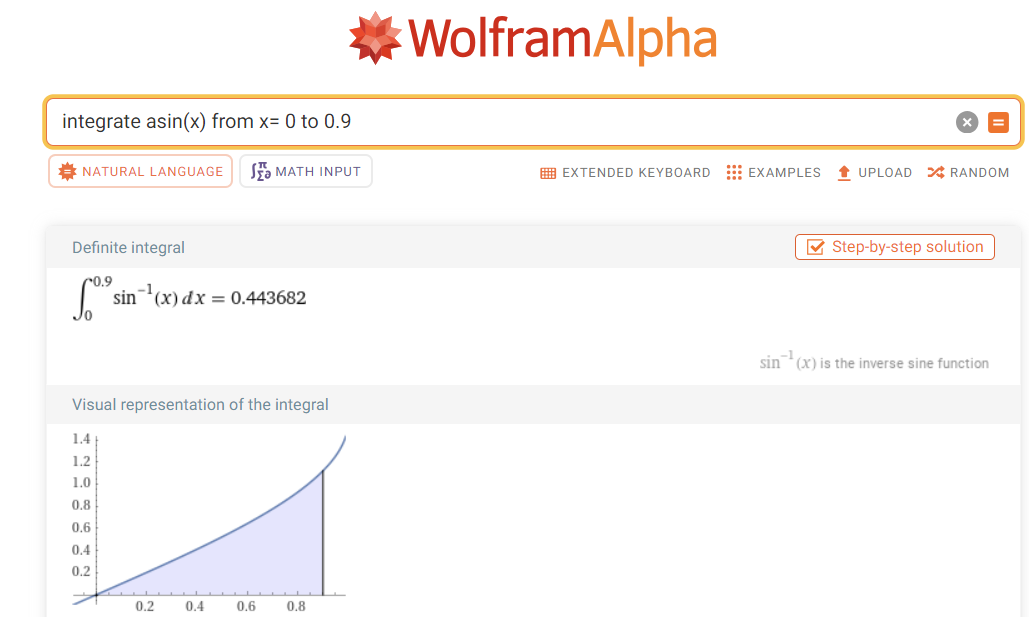 WolframAlpha
integrate asin(x) from x= 0 to 0.9
NATURAL LANGUAGE
∫π Σ∂ MATH INPUT
EXTENDED KEYBOARD
EXAMPLES
UPLOAD
RANDOM
Definite integral
Step-by-step solution
∫₀^0.9 sin⁻¹(x) dx = 0.443682
sin⁻¹(x) is the inverse sine function
Visual representation of the integral
1.4
1.2
1.0
0.8
0.6
0.4
0.2
0.2 0.4 0.6 0.8